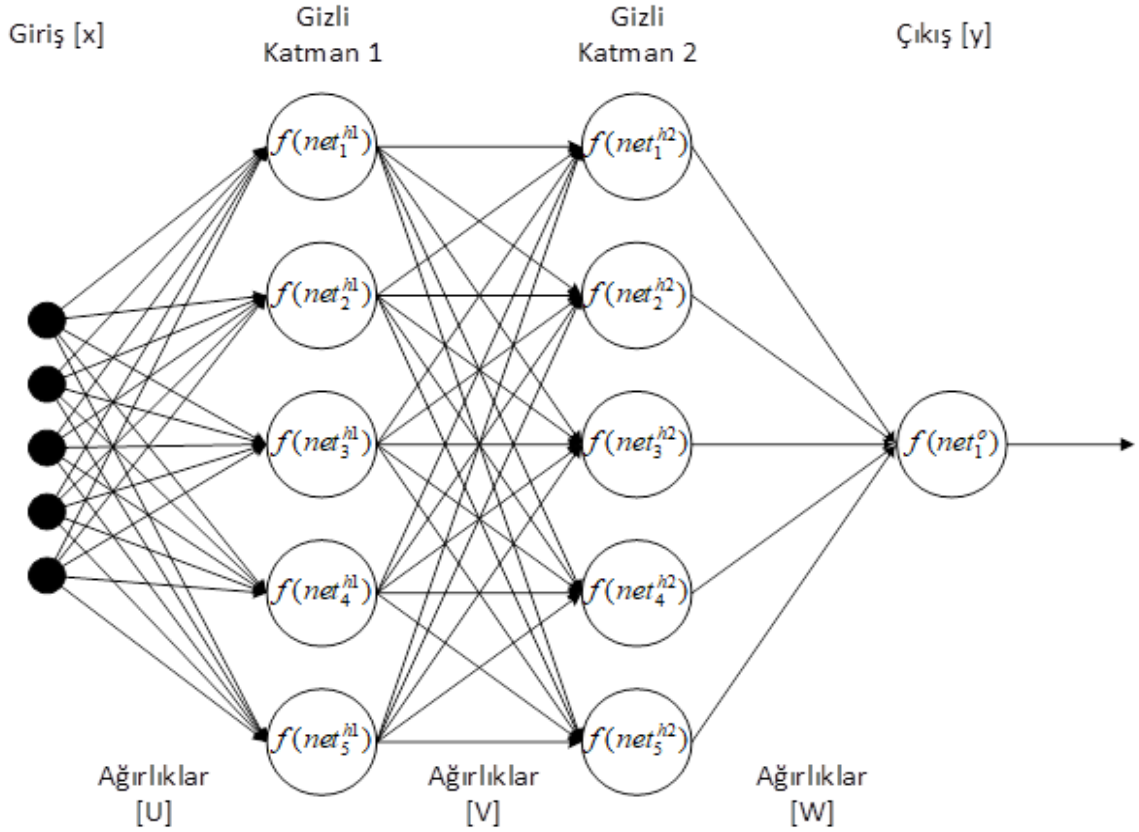 Giriş [x]
Gizli
Katman 1
Gizli
Katman 2
Çıkış [y]
f(net₁ʰ¹)
f(net₂ʰ¹)
f(net₃ʰ¹)
f(net₄ʰ¹)
f(net₅ʰ¹)
f(net₁ʰ²)
f(net₂ʰ²)
f(net₃ʰ²)
f(net₄ʰ²)
f(net₅ʰ²)
f(net₁ᵒ)
Ağırlıklar
[U]
Ağırlıklar
[V]
Ağırlıklar
[W]